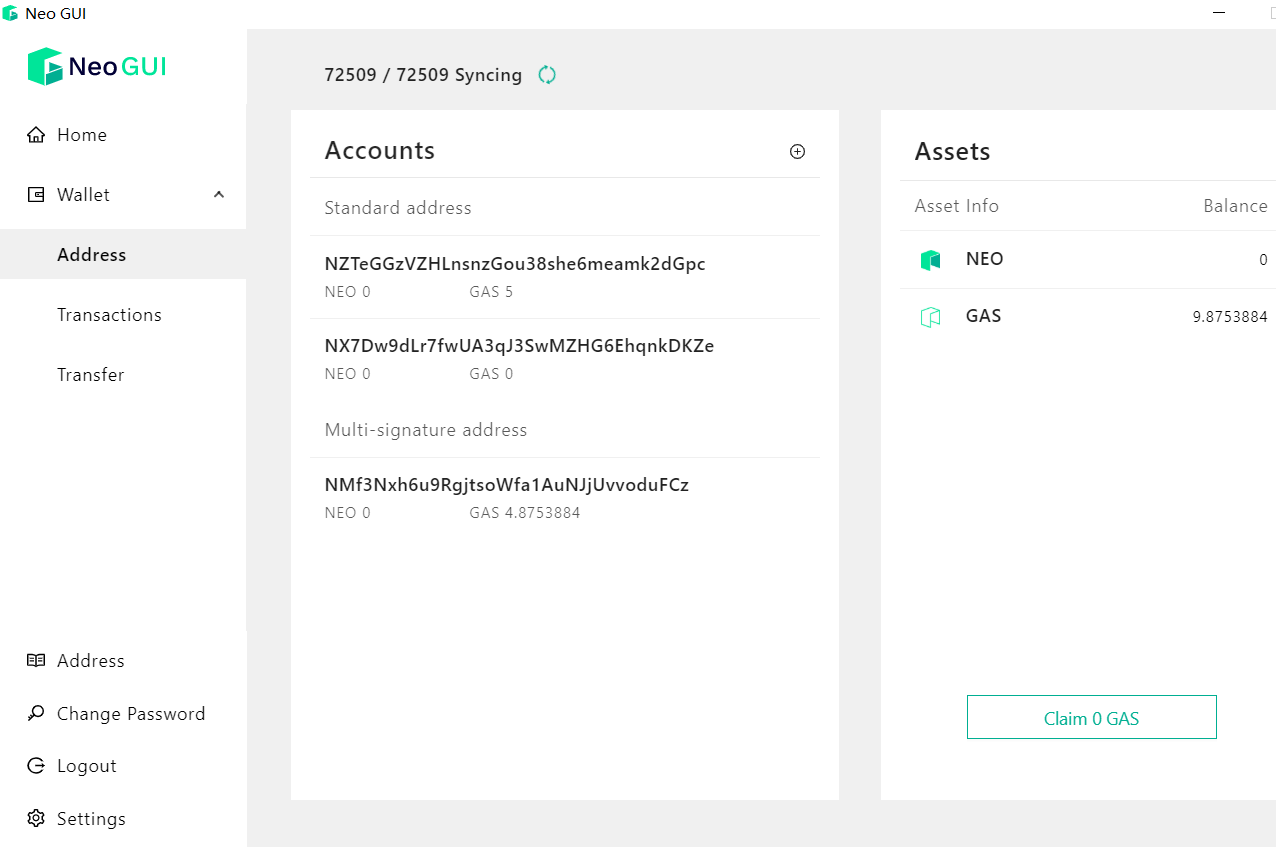 Neo GUI
Neo GUI
Home
Wallet
Address
Transactions
Transfer
Address
Change Password
Logout
Settings
72509 / 72509 Syncing
Accounts
Standard address
NZTeGGzVZHLnsnzGou38she6meamk2dGpc
NEO 0 GAS 5
NX7Dw9dLr7fwUA3qJ3SwMZHG6EhqnkDKZe
NEO 0 GAS 0
Multi-signature address
NMf3Nxh6u9RgjtsoWfa1AuNJjUvvoduFCz
NEO 0 GAS 4.8753884
Assets
Asset Info Balance
NEO 0
GAS 9.8753884
Claim 0 GAS